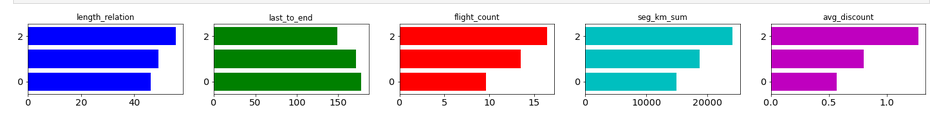 length_relation last_to_end flight_count seg_km_sum avg_discount
2 2 2 2 2
0 0 0 0 0
0 20 40 0 50 100 150 0 5 10 15 0 10000 20000 0.0 0.5 1.0